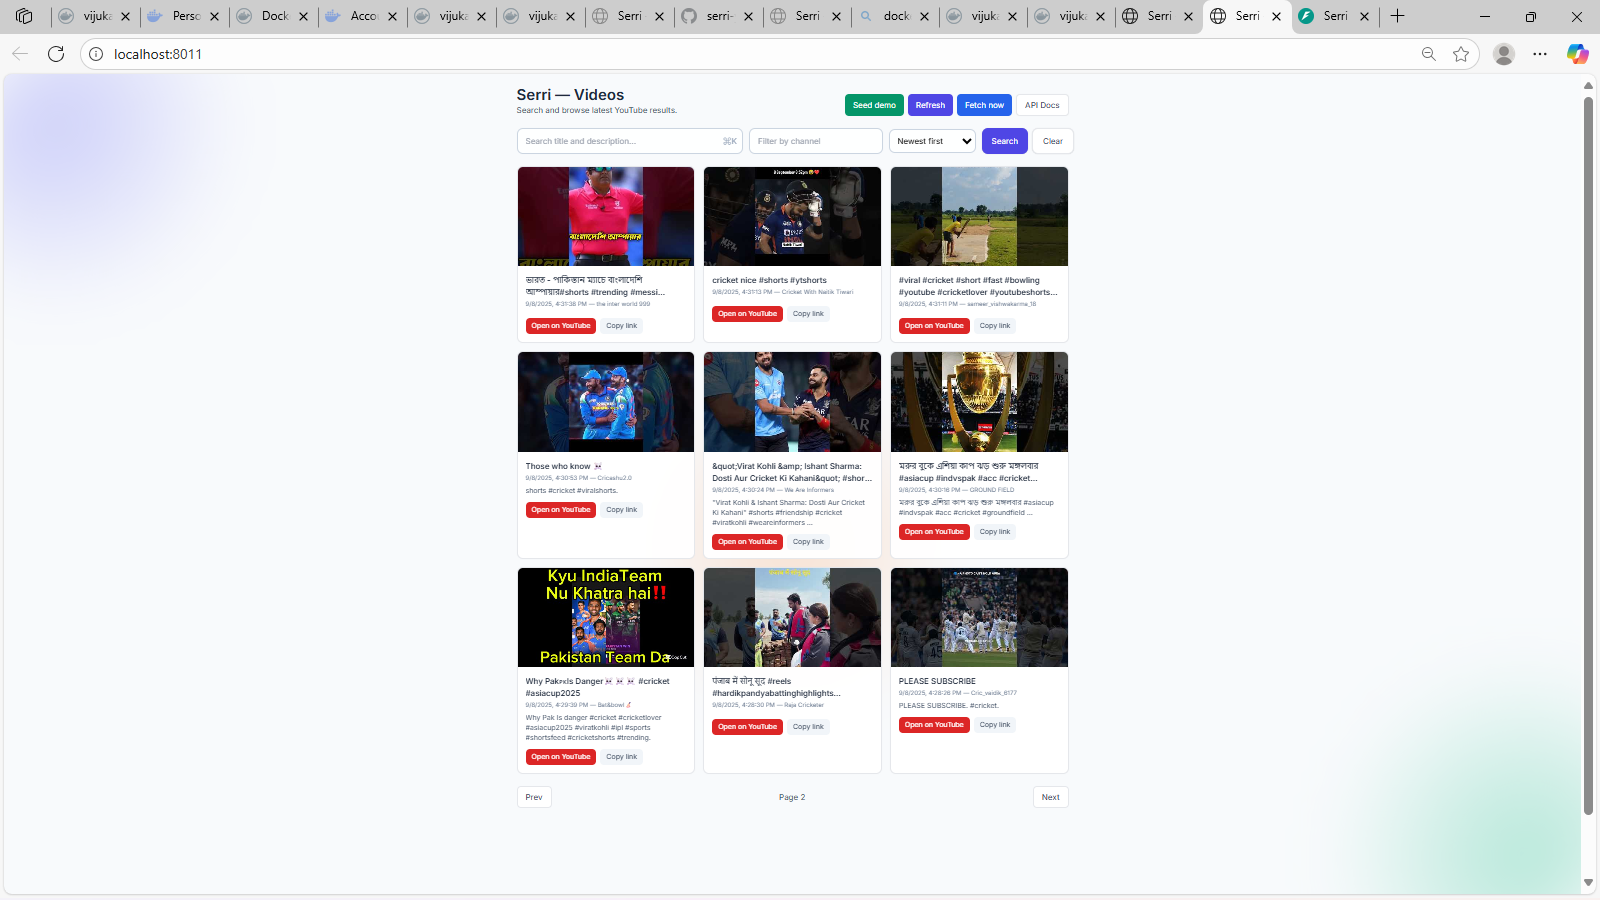 vijuka
Perso
Dock
Accou
vijuka
vijuka
Serri
serri-
Serri
docke
vijuka
vijuka
Serri
Serri
Serri
localhost:8011
Serri — Videos
Search and browse latest YouTube results.
Seed demo
Refresh
Fetch now
API Docs
Search title and description...
⌘K
Filter by channel
Newest first
Search
Clear
বাংলাদেশি আম্পায়ার
ভারত - পাকিস্তান ম্যাচে বাংলাদেশি
আম্পায়ার#shorts #trending #messi...
9/8/2025, 4:31:38 PM — the inter world 999
Open on YouTube
Copy link
cricket nice #shorts #ytshorts
9/8/2025, 4:31:13 PM — Cricket With Naitik Tiwari
Open on YouTube
Copy link
#viral #cricket #short #fast #bowling
#youtube #cricketlover #youtubeshorts...
9/8/2025, 4:31:11 PM — sameer_vishwakarma_18
Open on YouTube
Copy link
Those who know ☠️
9/8/2025, 4:30:53 PM — Cricashu2.0
shorts #cricket #viralshorts.
Open on YouTube
Copy link
&quot;Virat Kohli &amp; Ishant Sharma:
Dosti Aur Cricket Ki Kahani&quot; #shor...
9/8/2025, 4:30:24 PM — We Are Informers
"Virat Kohli & Ishant Sharma: Dosti Aur Cricket
Ki Kahani" #shorts #friendship #cricket
#viratkohli #weareinformers ...
Open on YouTube
Copy link
মরুর বুকে এশিয়া কাপ ঝড় শুরু মঙ্গলবার
#asiacup #indvspak #acc #cricket...
9/8/2025, 4:30:16 PM — GROUND FIELD
মরুর বুকে এশিয়া কাপ ঝড় শুরু মঙ্গলবার #asiacup
#indvspak #acc #cricket #groundfield ...
Open on YouTube
Copy link
Kyu IndiaTeam
Nu Khatra hai‼️
Pakistan Team Da
CapCut
Why Pakᴘᴋls Danger☠️ ☠️ ☠️ #cricket
#asiacup2025
9/8/2025, 4:29:39 PM — Bat&bowl 🏏
Why Pak is danger #cricket #cricketlover
#asiacup2025 #viratkohli #ipl #sports
#shortsfeed #cricketshorts #trending.
Open on YouTube
Copy link
पंजाब में सोनू सूद
पंजाब में सोनू सूद #reels
#hardikpandyabattinghighlights...
9/8/2025, 4:28:30 PM — Raja Cricketer
Open on YouTube
Copy link
PLEASE SUBSCRIBE
9/8/2025, 4:28:26 PM — Cric_vaidik_6177
PLEASE SUBSCRIBE. #cricket.
Open on YouTube
Copy link
Prev
Page 2
Next